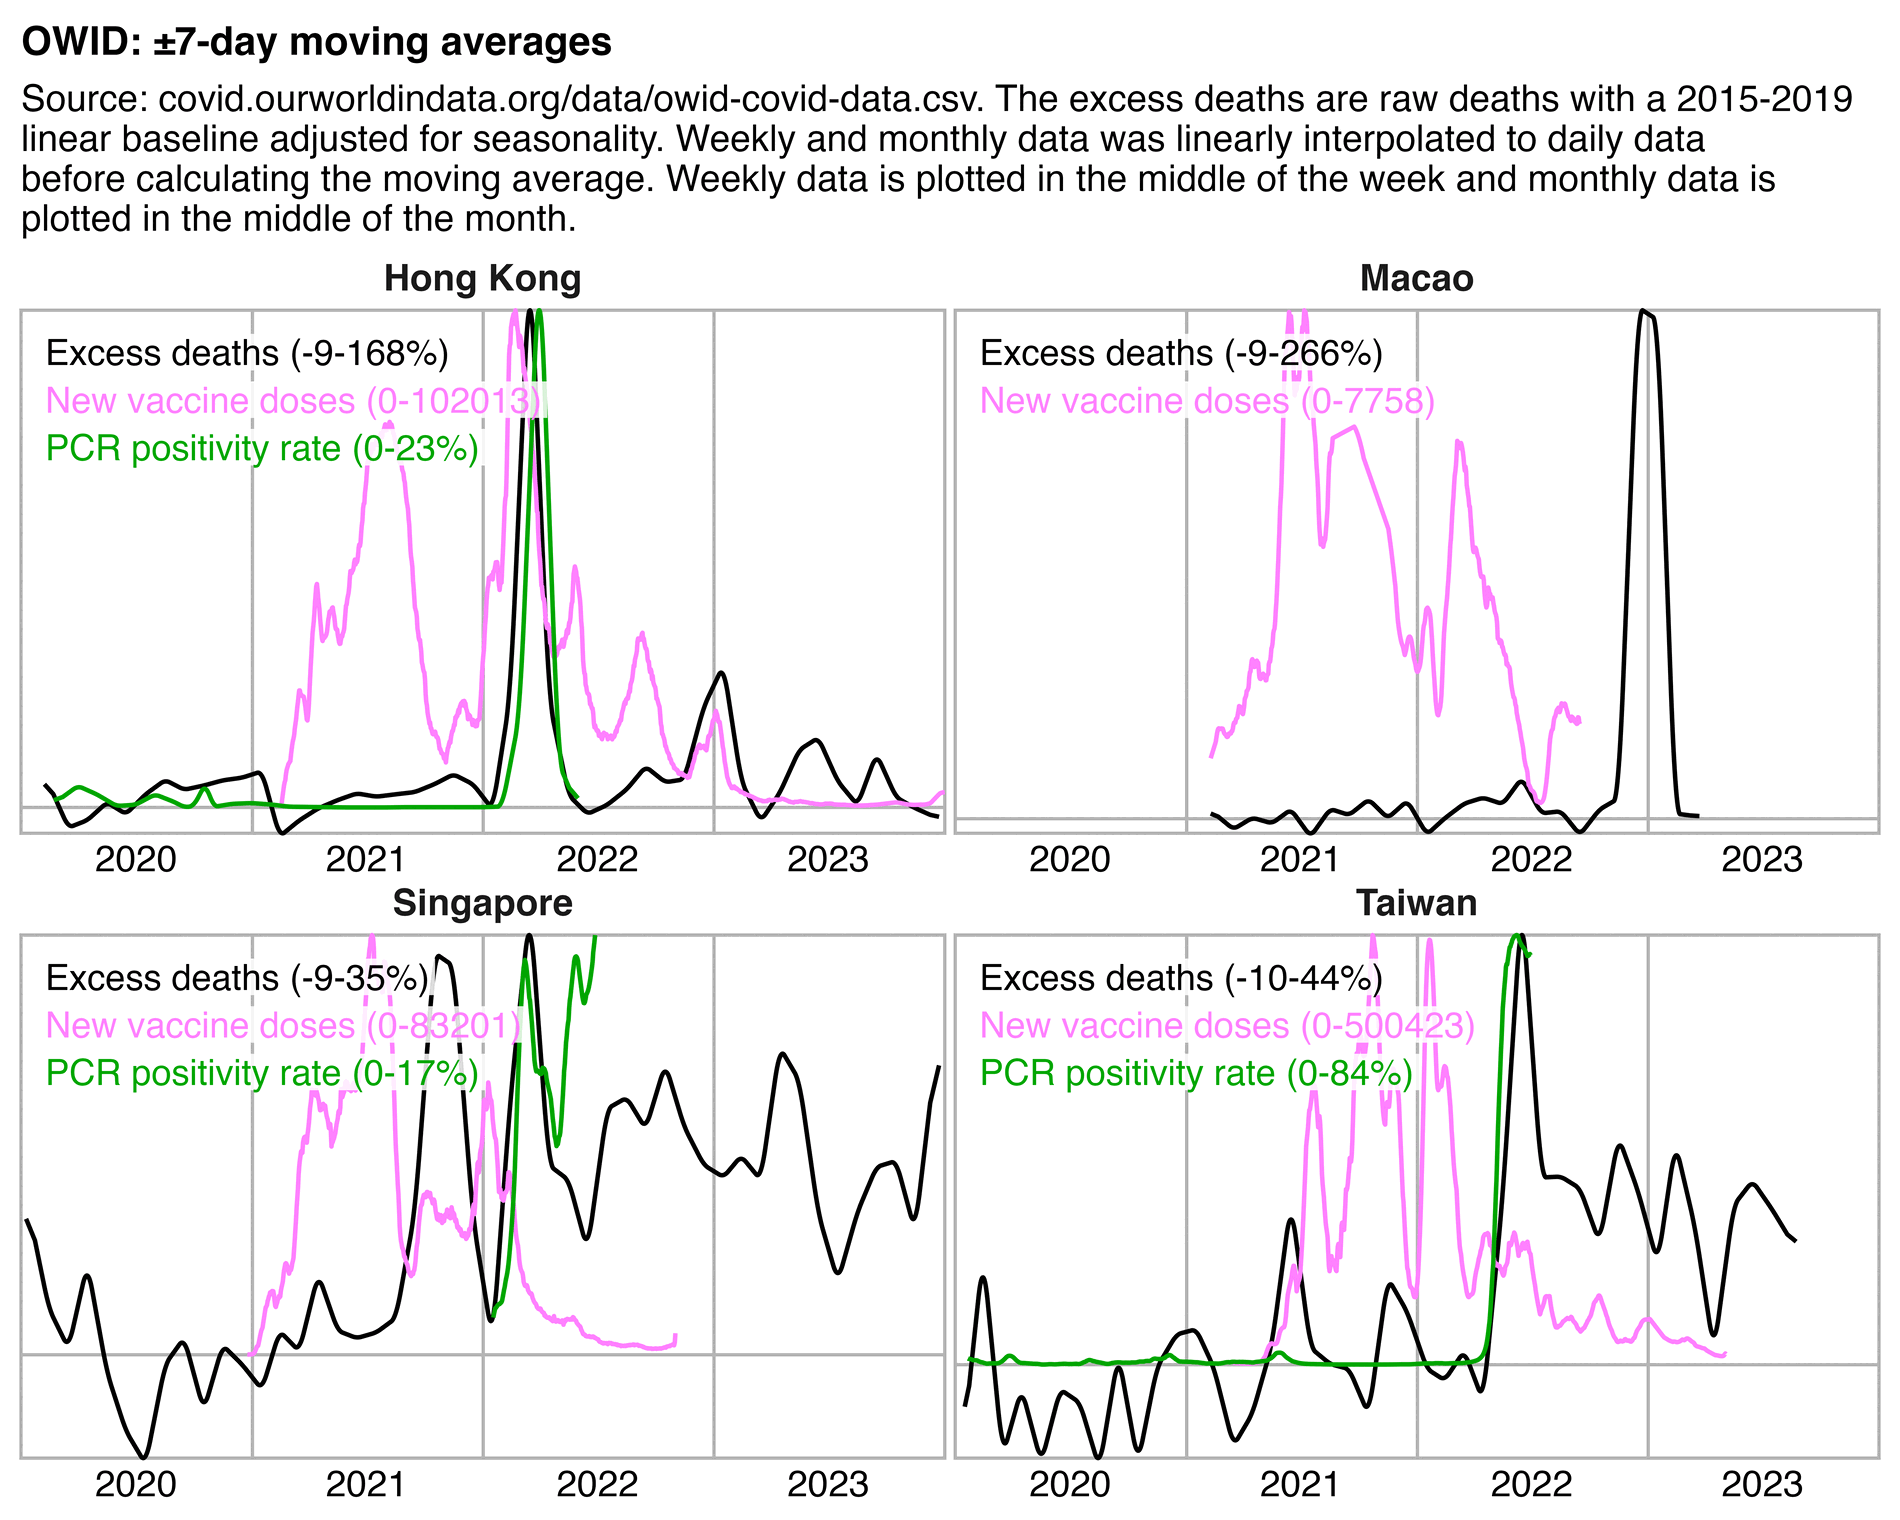 OWID: ±7-day moving averages
Source: covid.ourworldindata.org/data/owid-covid-data.csv. The excess deaths are raw deaths with a 2015-2019
linear baseline adjusted for seasonality. Weekly and monthly data was linearly interpolated to daily data
before calculating the moving average. Weekly data is plotted in the middle of the week and monthly data is
plotted in the middle of the month.
Hong Kong
Excess deaths (-9-168%)
New vaccine doses (0-102013)
PCR positivity rate (0-23%)
2020 2021 2022 2023
Macao
Excess deaths (-9-266%)
New vaccine doses (0-7758)
2020 2021 2022 2023
Singapore
Excess deaths (-9-35%)
New vaccine doses (0-83201)
PCR positivity rate (0-17%)
2020 2021 2022 2023
Taiwan
Excess deaths (-10-44%)
New vaccine doses (0-500423)
PCR positivity rate (0-84%)
2020 2021 2022 2023